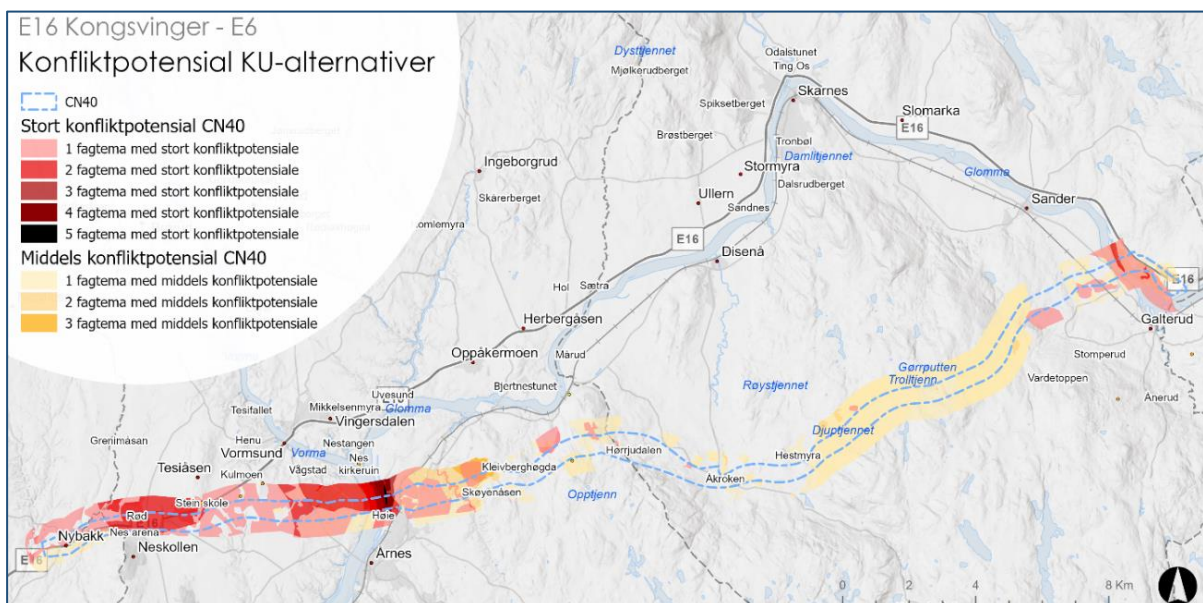 E16 Kongsvinger - E6
Konfliktpotensial KU-alternativer
CN40
Stort konfliktpotensial CN40
1 fagtema med stort konfliktpotensiale
2 fagtema med stort konfliktpotensiale
3 fagtema med stort konfliktpotensiale
4 fagtema med stort konfliktpotensiale
5 fagtema med stort konfliktpotensiale
Middels konfliktpotensial CN40
1 fagtema med middels konfliktpotensiale
2 fagtema med middels konfliktpotensiale
3 fagtema med middels konfliktpotensiale
Dysttjennet
Mjølkerudberget
Odalstunet
Ting Os
Skarnes
Spiksetberget
Slomarka
E16
Brøstberget
Tronbøl
Damlitjennet
Ingeborgrud
Stormyra
Glomma
Skårerberget
Dalsrudberget
Ullern
Sander
Sandnes
E16
Disenå
E16
Hol
Sætra
Herbergåsen
Galterud
Oppåkermoen
Mårud
Stomperud
Gørrputten
Trolltjenn
Røystjennet
Vardetoppen
Bjertnestunet
Uvesund
Glomma
Anerud
Tesifallet
Mikkelsenmyra
Vingersdalen
Djuptjennet
Grenimåsan
Henu
Vormsund
Nestangen
Vorma
Nes
kirkeruin
Hørrjudalen
Hestmyra
Tesiåsen
Kulmoen
Vågstad
Kleivberghøgda
Akroken
Stein skole
Skøyenåsen
Opptjenn
Rød
E16
Høie
Nybakk
Nes arena
Neskollen
Årnes
0 2 4 8 Km